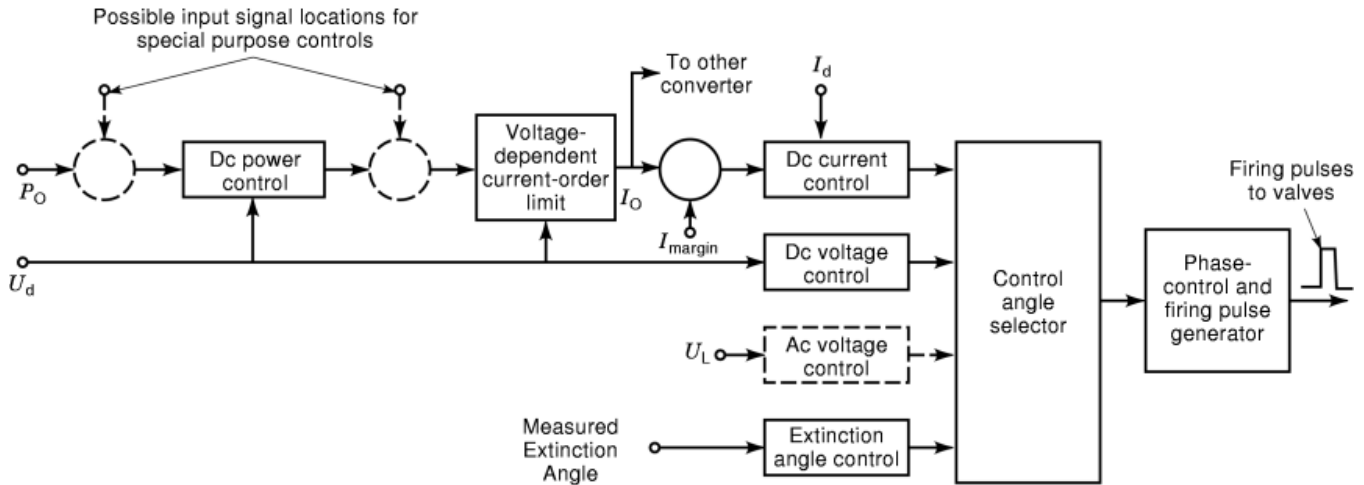 Possible input signal locations for
special purpose controls
To other
converter
I_d
P_O
Dc power
control
Voltage-
dependent
current-order
limit
I_O
I_margin
Dc current
control
Firing pulses
to valves
U_d
Dc voltage
control
Control
angle
selector
Phase-
control and
firing pulse
generator
U_L
Ac voltage
control
Measured
Extinction
Angle
Extinction
angle control